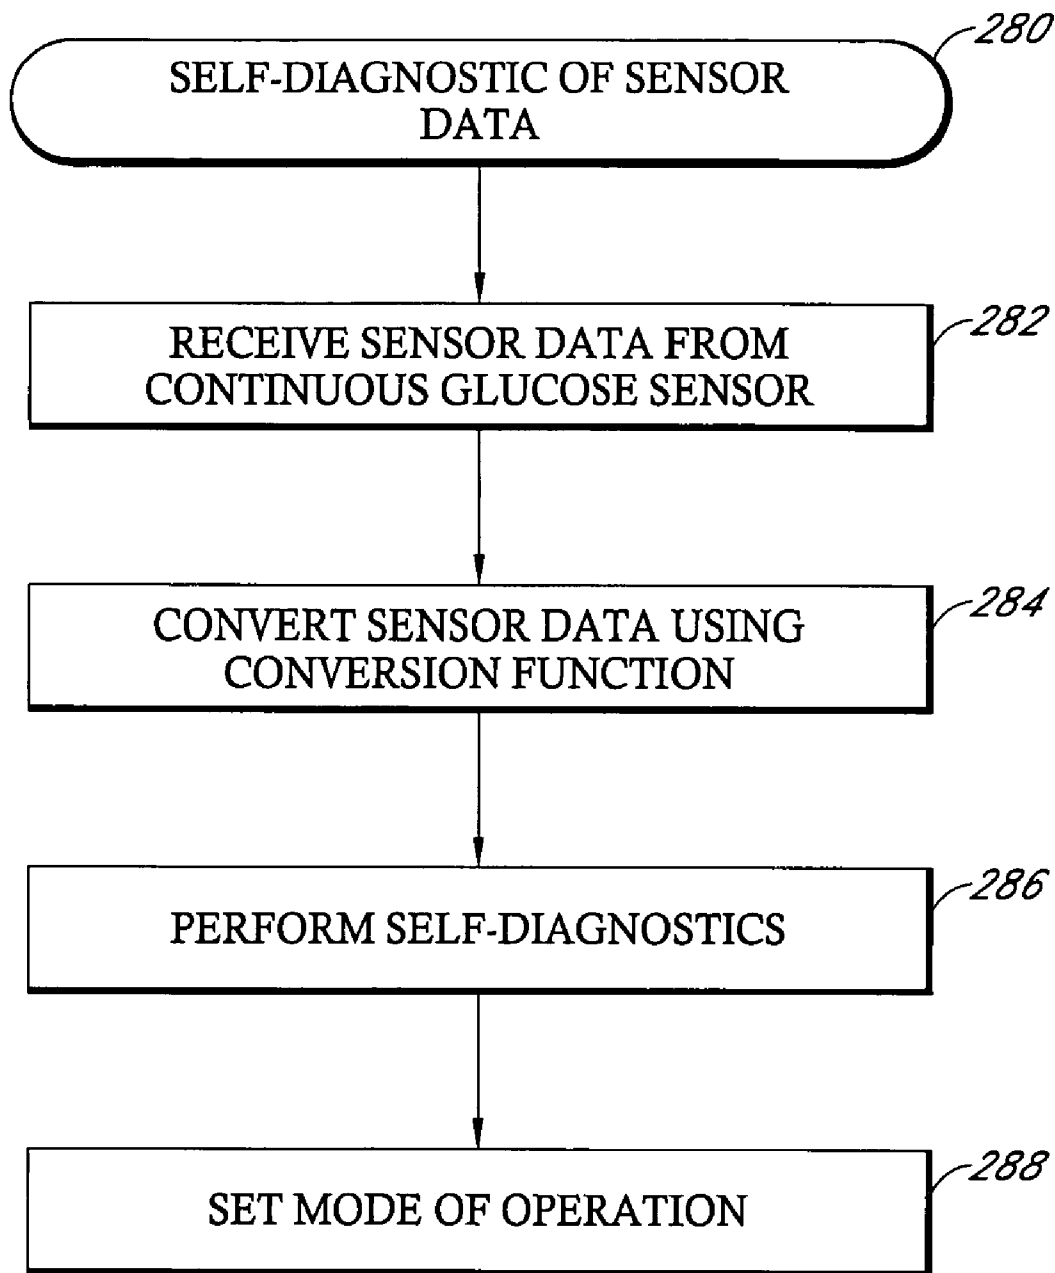 280
SELF-DIAGNOSTIC OF SENSOR
DATA
282
RECEIVE SENSOR DATA FROM
CONTINUOUS GLUCOSE SENSOR
284
CONVERT SENSOR DATA USING
CONVERSION FUNCTION
286
PERFORM SELF-DIAGNOSTICS
288
SET MODE OF OPERATION